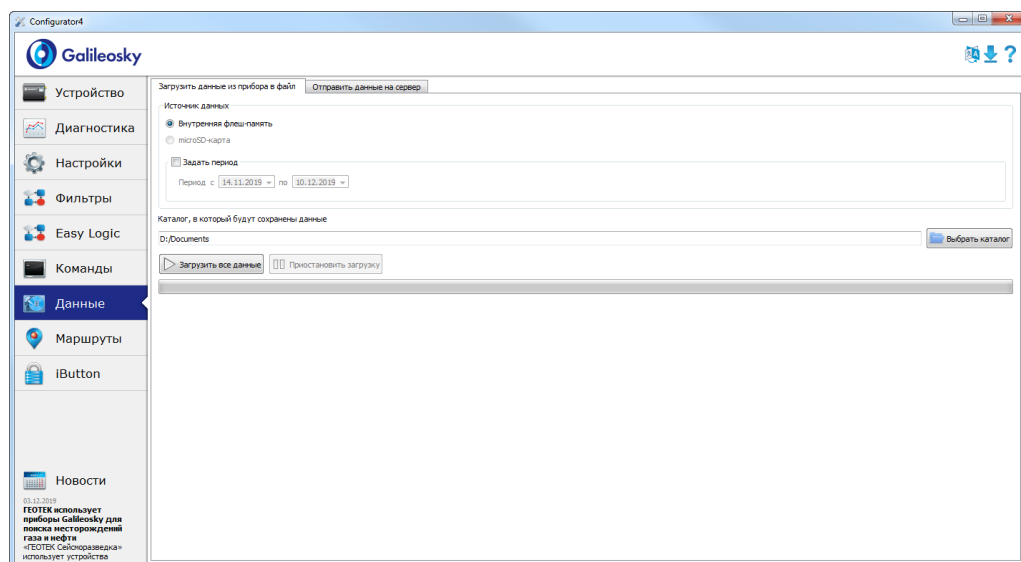 Configurator4
Galileosky
Устройство
Диагностика
Настройки
Фильтры
Easy Logic
Команды
Данные
Маршруты
iButton
Новости
03.12.2019
ГЕОТЕК использует
приборы Galileosky для
поиска месторождений
газа и нефти
«ГЕОТЕК Сейсморазведка»
использует устройства
Загрузить данные из прибора в файл Отправить данные на сервер
Источник данных
Внутренняя флеш-память
microSD-карта
Задать период
Период с 14.11.2019 по 10.12.2019
Каталог, в который будут сохранены данные
D:/Documents Выбрать каталог
Загрузить все данные Приостановить загрузку